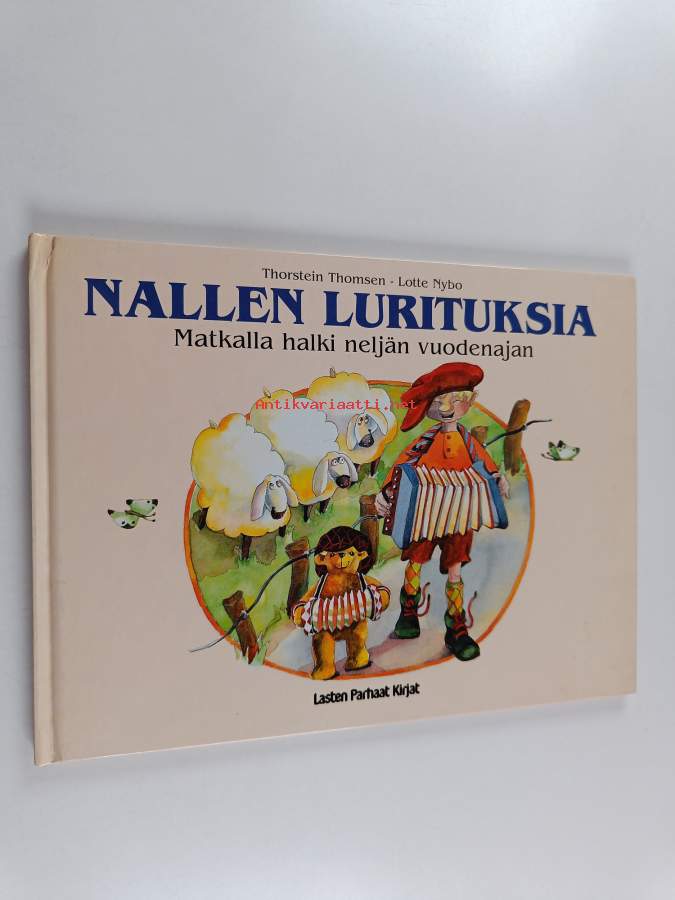 Thorstein Thomsen - Lotte Nybo
NALLEN LURITUKSIA
Matkalla halki neljän vuodenajan
Antikvariaatti.net
Lasten Parhaat Kirjat